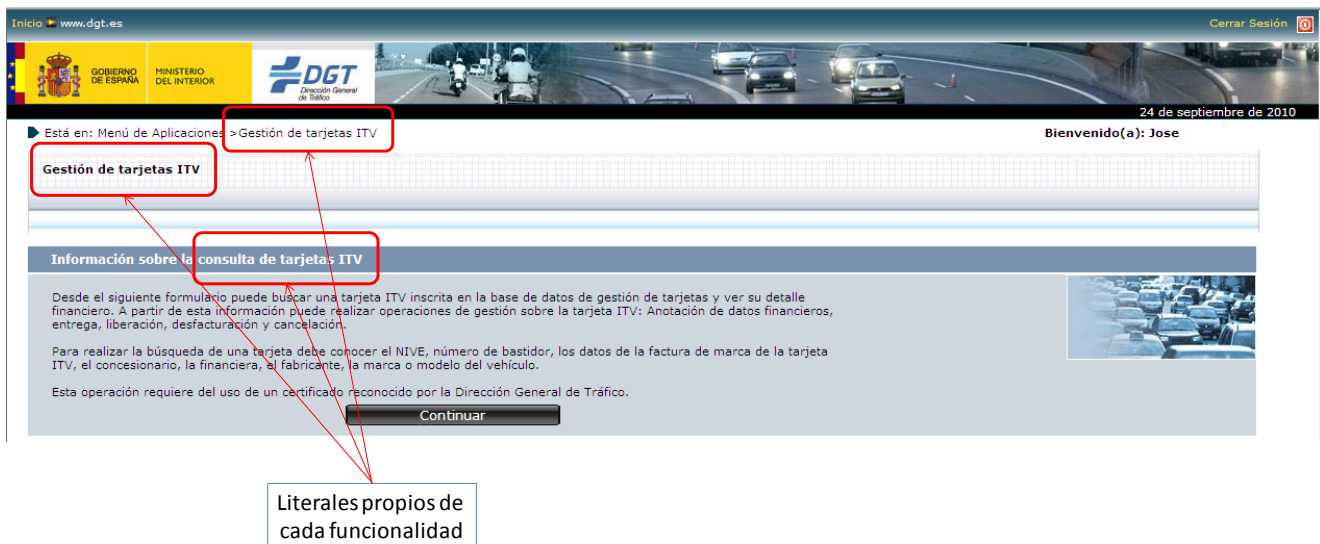 Inicio www.dgt.es
Cerrar Sesión
GOBIERNO
DE ESPAÑA
MINISTERIO
DEL INTERIOR
DGT
Dirección General
de Tráfico
24 de septiembre de 2010
Está en: Menú de Aplicaciones >Gestión de tarjetas ITV
Bienvenido(a): Jose
Gestión de tarjetas ITV
Información sobre la consulta de tarjetas ITV
Desde el siguiente formulario puede buscar una tarjeta ITV inscrita en la base de datos de gestión de tarjetas y ver su detalle
financiero. A partir de esta información puede realizar operaciones de gestión sobre la tarjeta ITV: Anotación de datos financieros,
entrega, liberación, desfacturación y cancelación.
Para realizar la búsqueda de una tarjeta debe conocer el NIVE, número de bastidor, los datos de la factura de marca de la tarjeta
ITV, el concesionario, la financiera, el fabricante, la marca o modelo del vehículo.
Esta operación requiere del uso de un certificado reconocido por la Dirección General de Tráfico.
Continuar
Literales propios de
cada funcionalidad